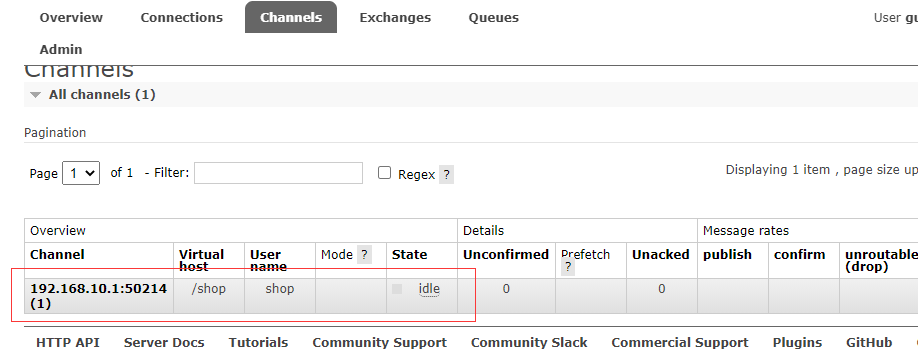 Overview Connections Channels Exchanges Queues User gu
Admin
Channels
All channels (1)
Pagination
Page 1 of 1 - Filter: Regex ? Displaying 1 item , page size up
Overview Details Message rates
Channel Virtual host User name Mode ? State Unconfirmed Prefetch ? Unacked publish confirm unroutable (drop)
192.168.10.1:50214 (1) /shop shop idle 0 0
HTTP API Server Docs Tutorials Community Support Community Slack Commercial Support Plugins GitHub